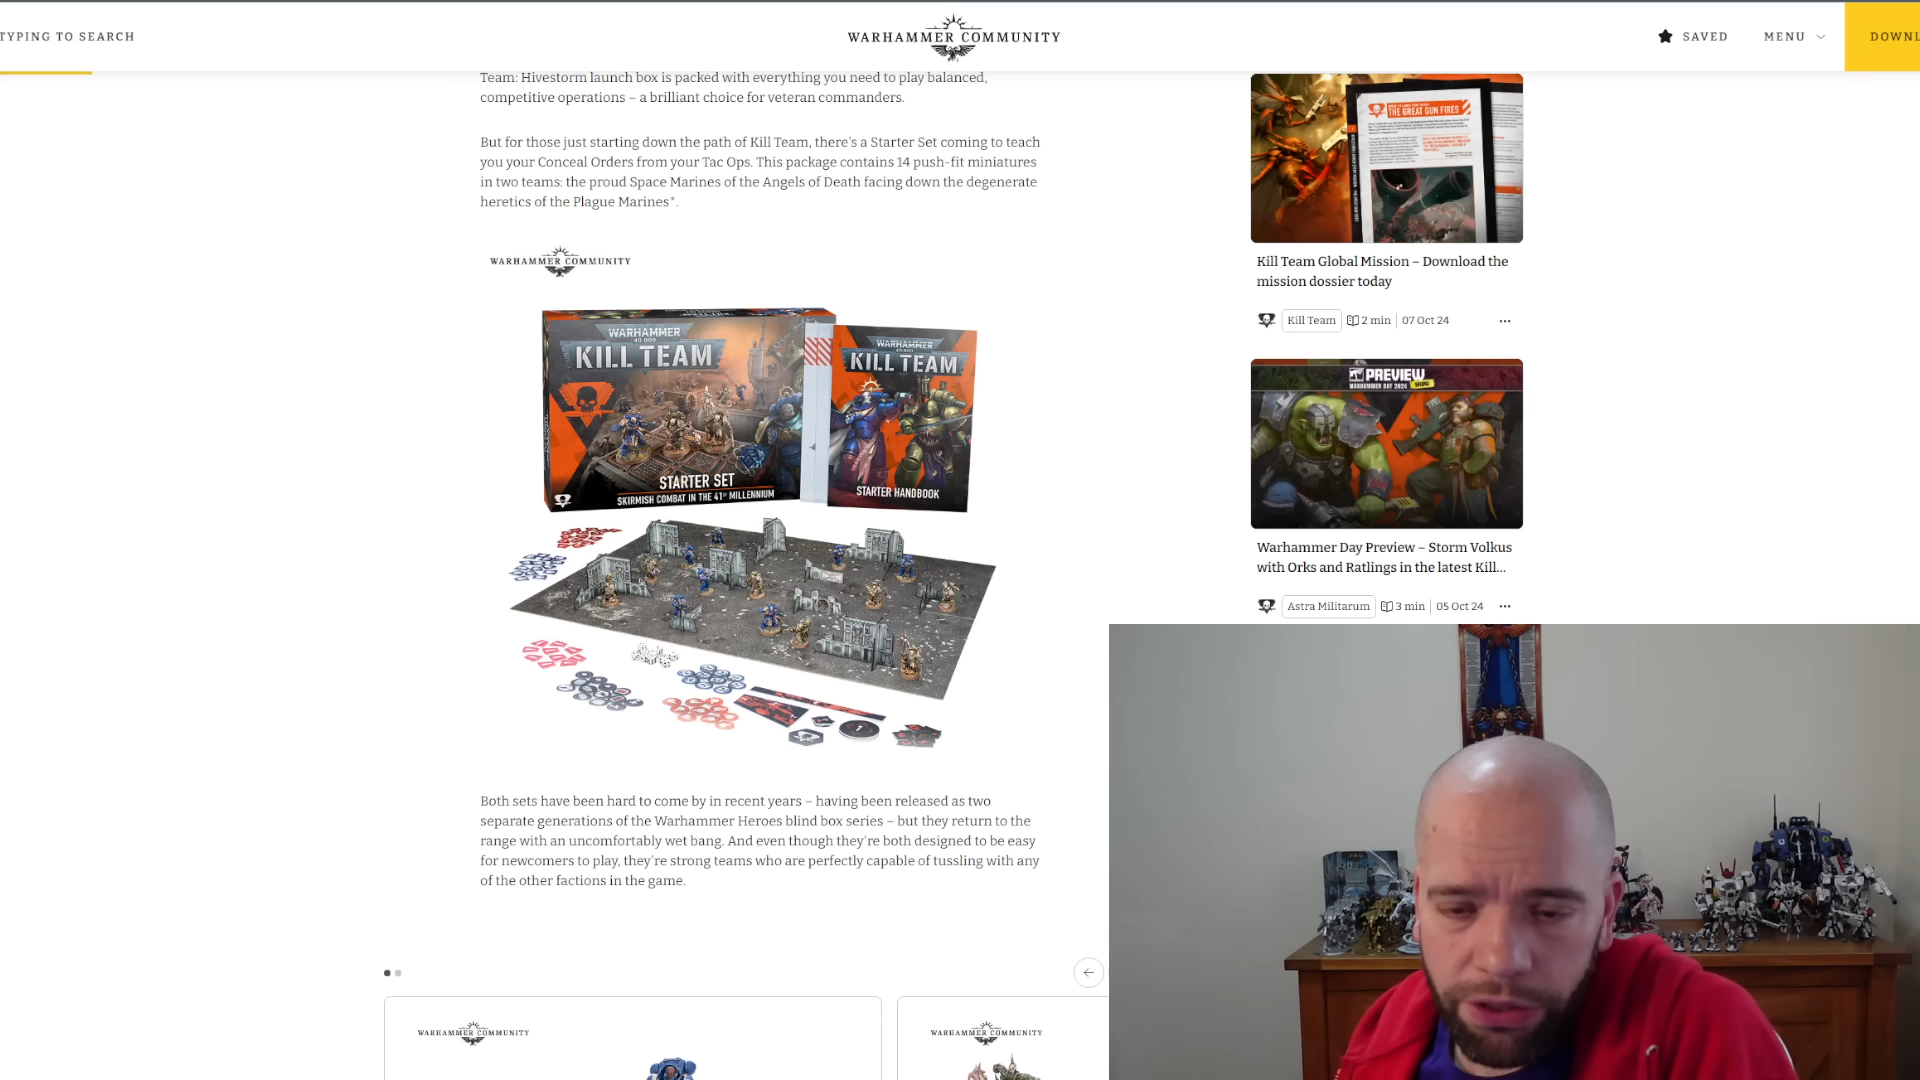 TYPING TO SEARCH
WARHAMMER COMMUNITY
SAVED
MENU
DOWNL
Team: Hivestorm launch box is packed with everything you need to play balanced,
competitive operations – a brilliant choice for veteran commanders.
But for those just starting down the path of Kill Team, there's a Starter Set coming to teach
you your Conceal Orders from your Tac Ops. This package contains 14 push-fit miniatures
in two teams: the proud Space Marines of the Angels of Death facing down the degenerate
heretics of the Plague Marines*.
WARHAMMER COMMUNITY
WARHAMMER
40,000
KILL TEAM
STARTER SET
SKIRMISH COMBAT IN THE 41ST MILLENNIUM
WARHAMMER
40,000
KILL TEAM
STARTER HANDBOOK
1
Both sets have been hard to come by in recent years – having been released as two
separate generations of the Warhammer Heroes blind box series – but they return to the
range with an uncomfortably wet bang. And even though they're both designed to be easy
for newcomers to play, they're strong teams who are perfectly capable of tussling with any
of the other factions in the game.
WARHAMMER COMMUNITY
WARHAMMER COMMUNITY
THE GREAT GUN FIRES
Kill Team Global Mission – Download the
mission dossier today
Kill Team
2 min
07 Oct 24
PREVIEW
WARHAMMER DAY 2024
SHOW
Warhammer Day Preview – Storm Volkus
with Orks and Ratlings in the latest Kill...
Astra Militarum
3 min
05 Oct 24